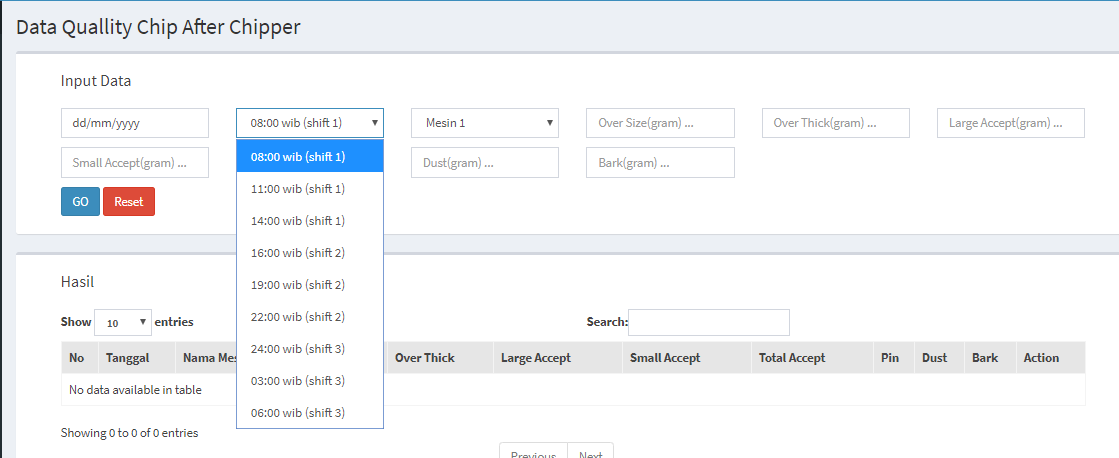 Data Quallity Chip After Chipper
Input Data
dd/mm/yyyy 08:00 wib (shift 1) Mesin 1 Over Size(gram) ... Over Thick(gram) ... Large Accept(gram) ...
Small Accept(gram) ... Dust(gram) ... Bark(gram) ...
08:00 wib (shift 1)
11:00 wib (shift 1)
14:00 wib (shift 1)
16:00 wib (shift 2)
19:00 wib (shift 2)
22:00 wib (shift 2)
24:00 wib (shift 3)
03:00 wib (shift 3)
06:00 wib (shift 3)
GO Reset
Hasil
Show 10 entries Search:
No Tanggal Nama Over Thick Large Accept Small Accept Total Accept Pin Dust Bark Action
No data available in table
Showing 0 to 0 of 0 entries
Previous Next